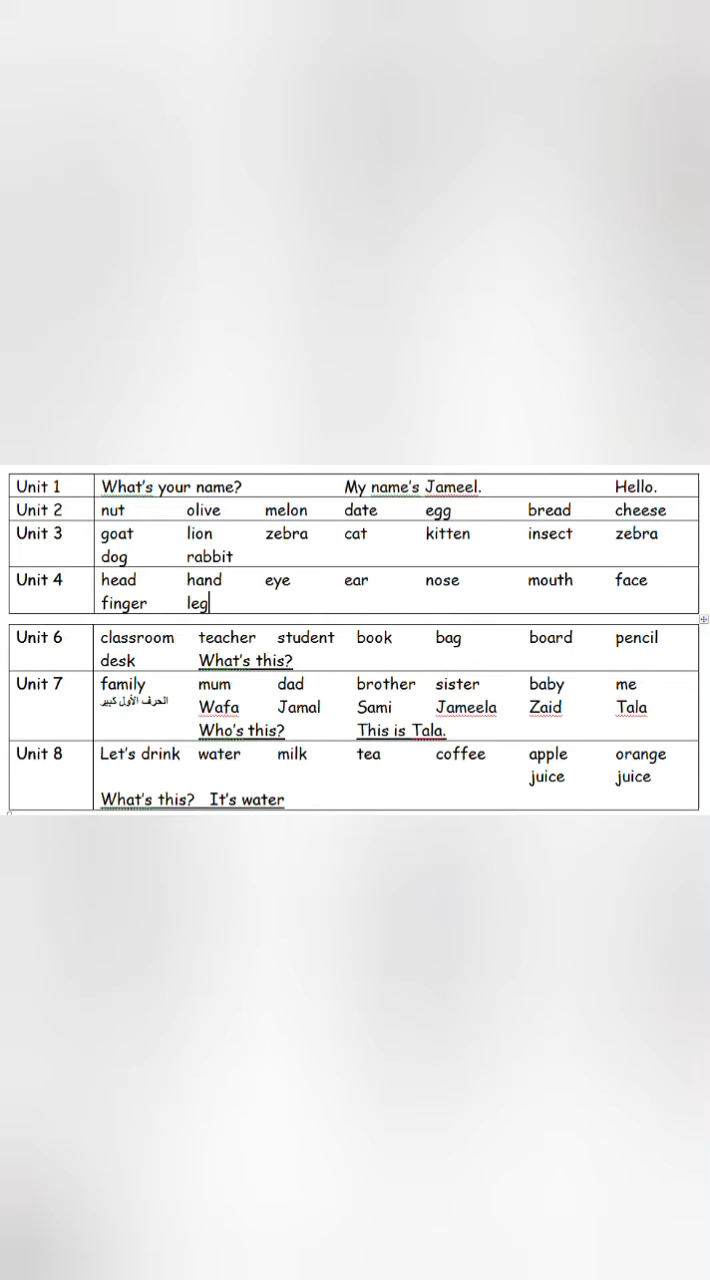 Unit 1 What's your name? My name's Jameel. Hello.
Unit 2 nut olive melon date egg bread cheese
Unit 3 goat lion zebra cat kitten insect zebra
dog rabbit
Unit 4 head hand eye ear nose mouth face
finger leg
Unit 6 classroom teacher student book bag board pencil
desk What's this?
Unit 7 family mum dad brother sister baby me
الحرف الأول كبير Wafa Jamal Sami Jameela Zaid Tala
Who's this? This is Tala.
Unit 8 Let's drink water milk tea coffee apple orange
juice juice
What's this? It's water